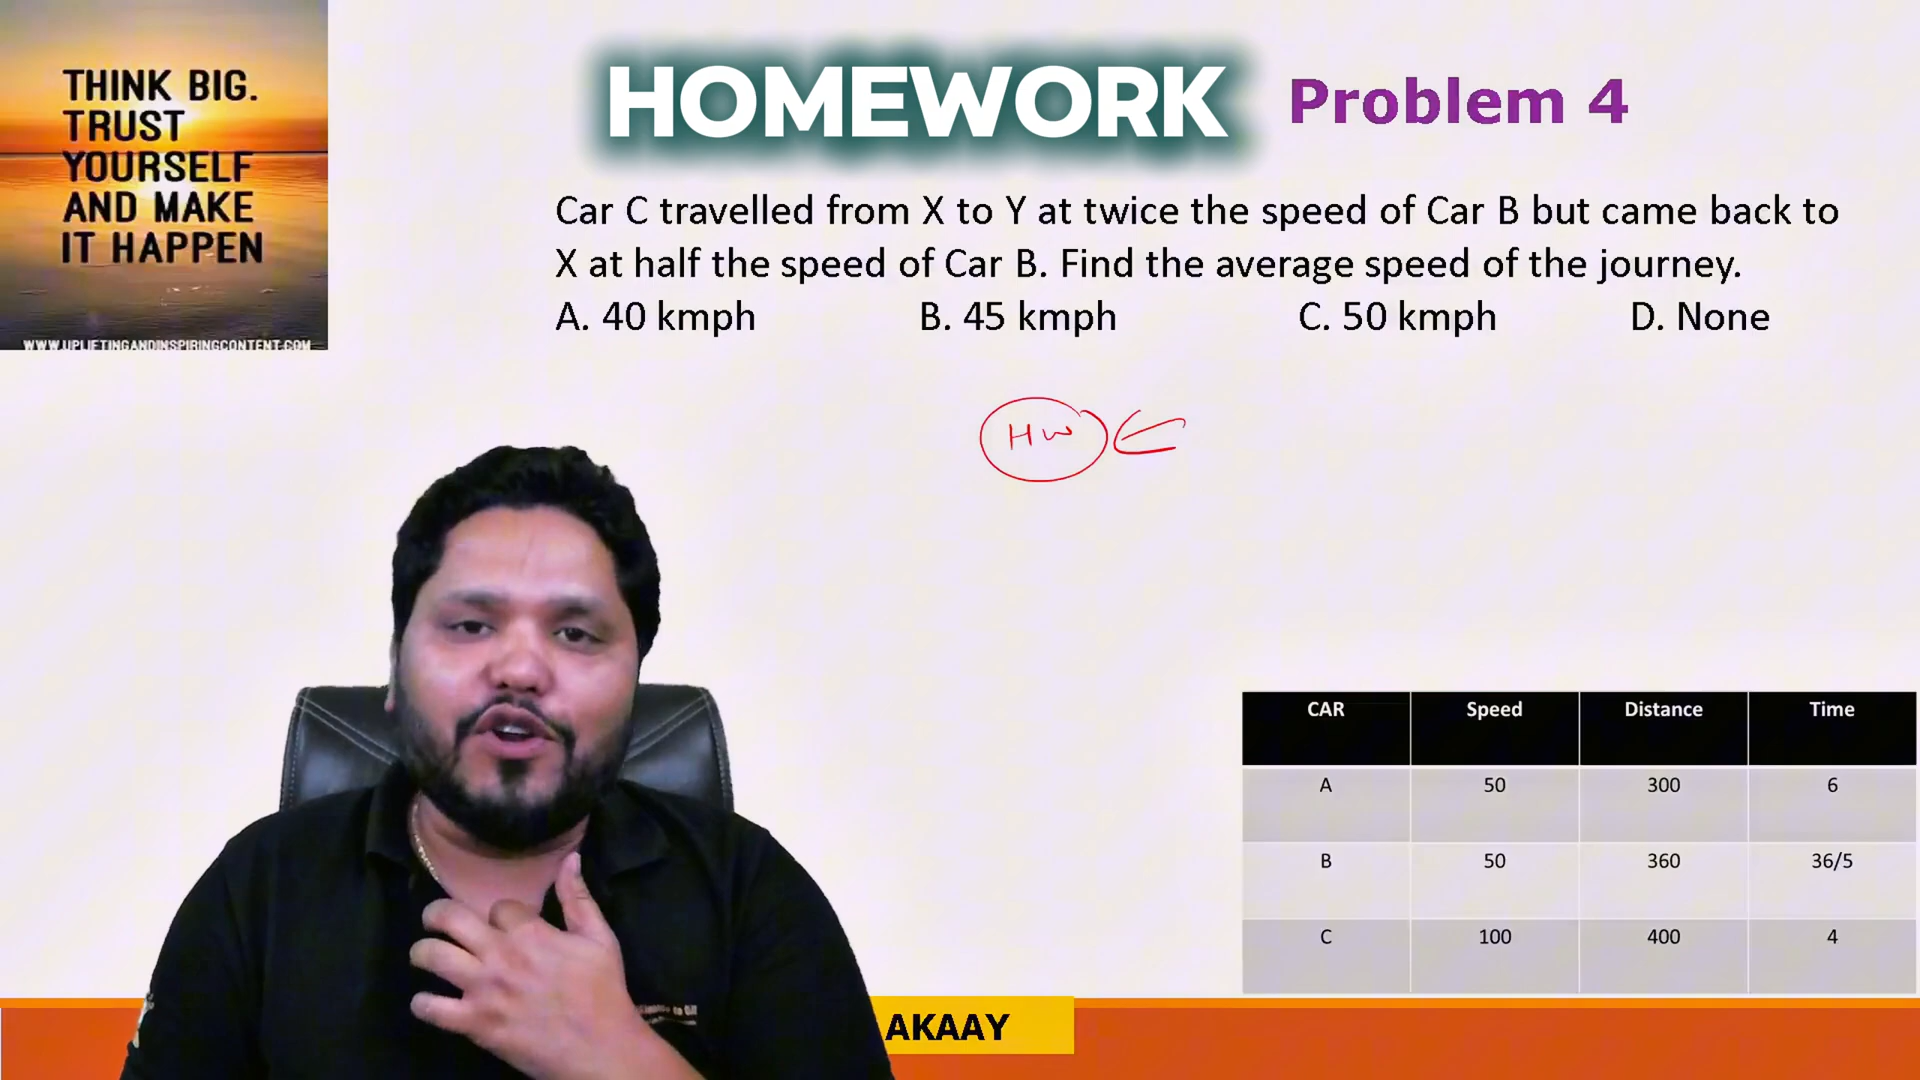 THINK BIG.
TRUST
YOURSELF
AND MAKE
IT HAPPEN
WWW.UPLIFTINGANDINSPIRINGCONTENT.COM
HOMEWORK Problem 4
Car C travelled from X to Y at twice the speed of Car B but came back to
X at half the speed of Car B. Find the average speed of the journey.
A. 40 kmph B. 45 kmph C. 50 kmph D. None
HW
CAR Speed Distance Time
A 50 300 6
B 50 360 36/5
C 100 400 4
AKAAY